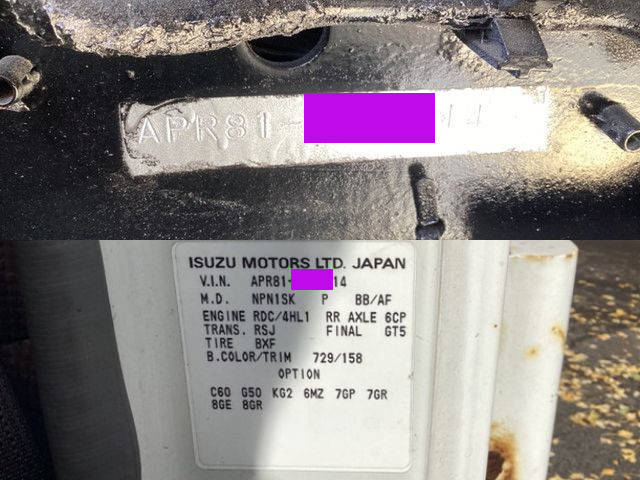 APR81- 14
ISUZU MOTORS LTD. JAPAN
V.I.N. APR81- 14
M.D. NPN1SK P BB/AF
ENGINE RDC/4HL1 RR AXLE 6CP
TRANS. RSJ FINAL GT5
TIRE BXF
B.COLOR/TRIM 729/158
OPTION
C60 G50 KG2 6MZ 7GP 7GR
8GE 8GR